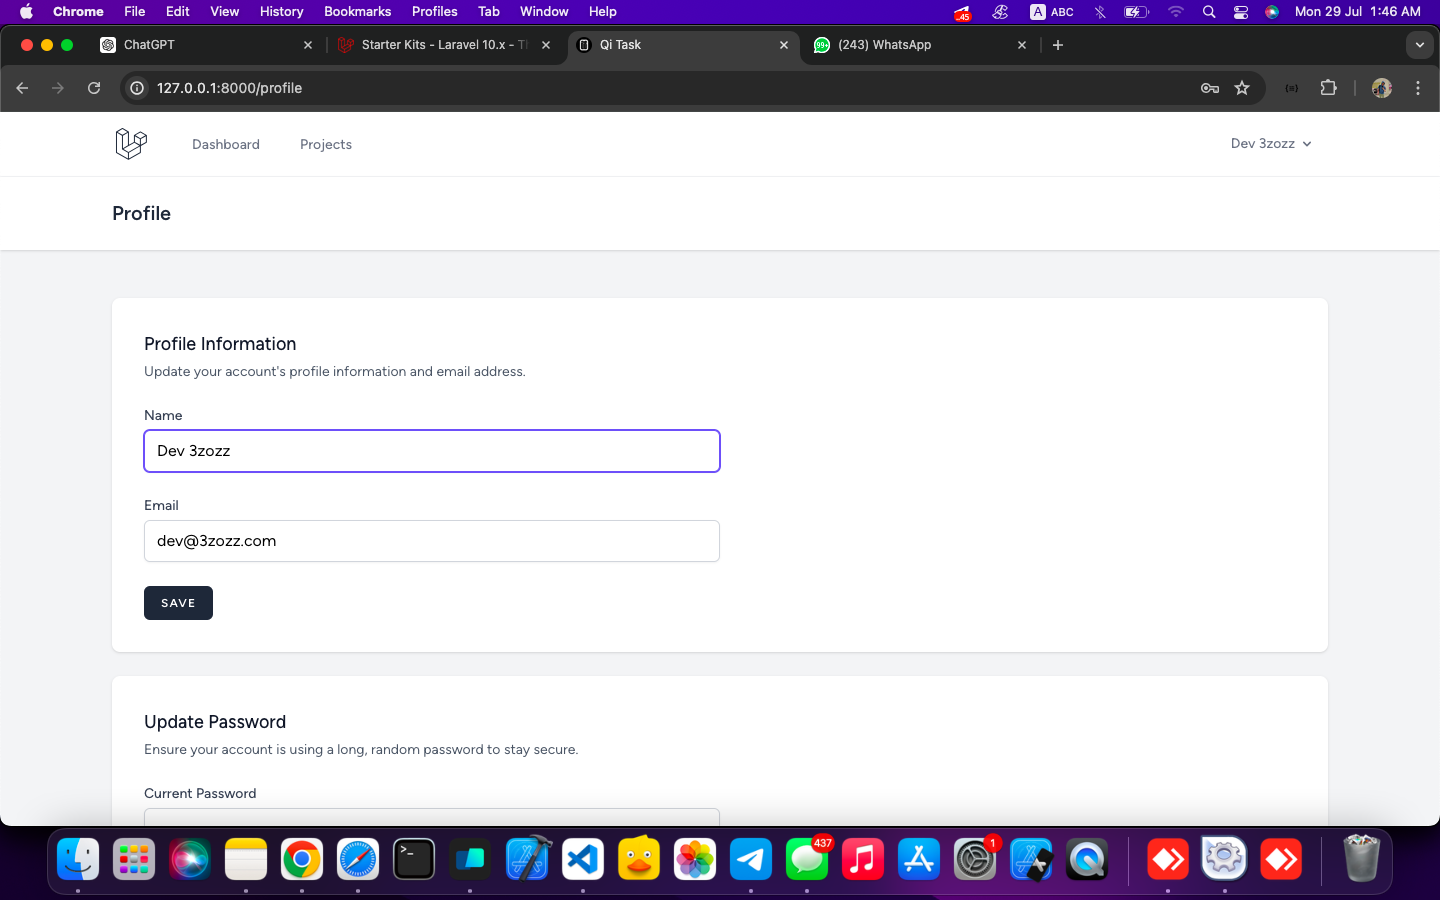 Chrome File Edit View History Bookmarks Profiles Tab Window Help .45 A ABC Mon 29 Jul 1:46 AM
ChatGPT Starter Kits - Laravel 10.x - Qi Task 99+ (243) WhatsApp
127.0.0.1:8000/profile
Dashboard Projects Dev 3zozz
Profile
Profile Information
Update your account's profile information and email address.
Name
Dev 3zozz
Email
dev@3zozz.com
SAVE
Update Password
Ensure your account is using a long, random password to stay secure.
Current Password
>_ 437 1